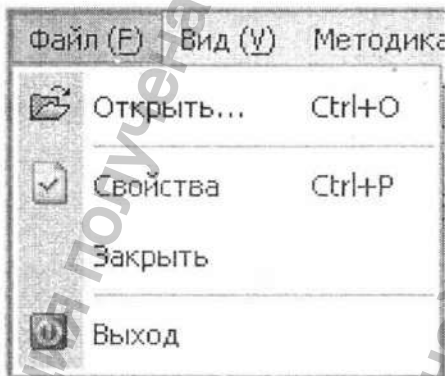 Файл (F) Вид (V) Методика
Открыть... Ctrl+O
Свойства Ctrl+P
Закрыть
Выход